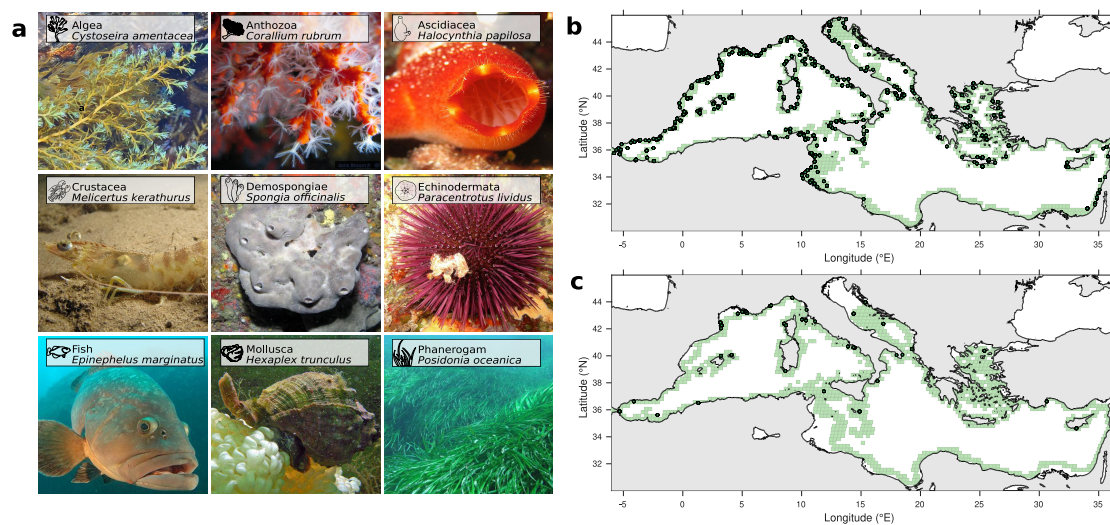 a
Algea
Cystoseira amentacea
a
Anthozoa
Corallium rubrum
Ascidiacea
Halocynthia papilosa
Crustacea
Melicertus kerathurus
Demospongiae
Spongia officinalis
Echinodermata
Paracentrotus lividus
Fish
Epinephelus marginatus
Mollusca
Hexaplex trunculus
Phanerogam
Posidonia oceanica
b
Latitude (°N)
44
42
40
38
36
34
32
-5 0 5 10 15 20 25 30 35
Longitude (°E)
c
Latitude (°N)
44
42
40
38
36
34
32
-5 0 5 10 15 20 25 30 35
Longitude (°E)